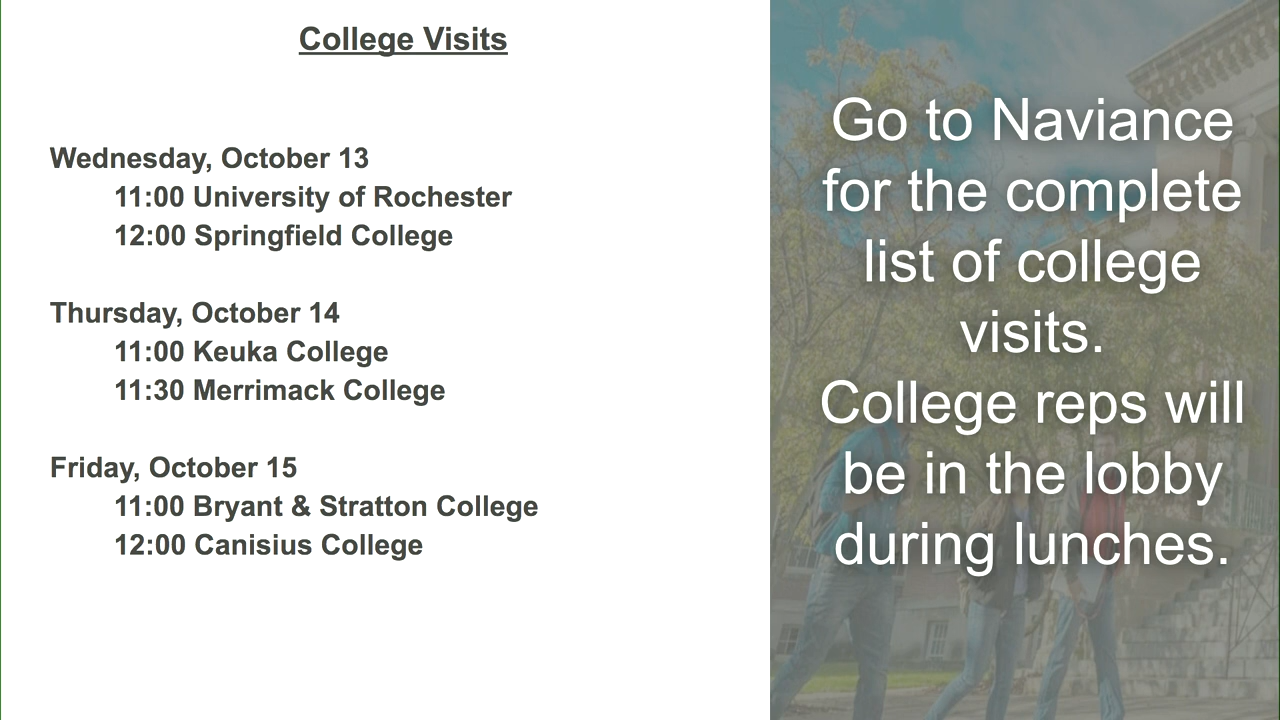 College Visits
Wednesday, October 13
11:00 University of Rochester
12:00 Springfield College
Thursday, October 14
11:00 Keuka College
11:30 Merrimack College
Friday, October 15
11:00 Bryant & Stratton College
12:00 Canisius College
Go to Naviance
for the complete
list of college
visits.
College reps will
be in the lobby
during lunches.